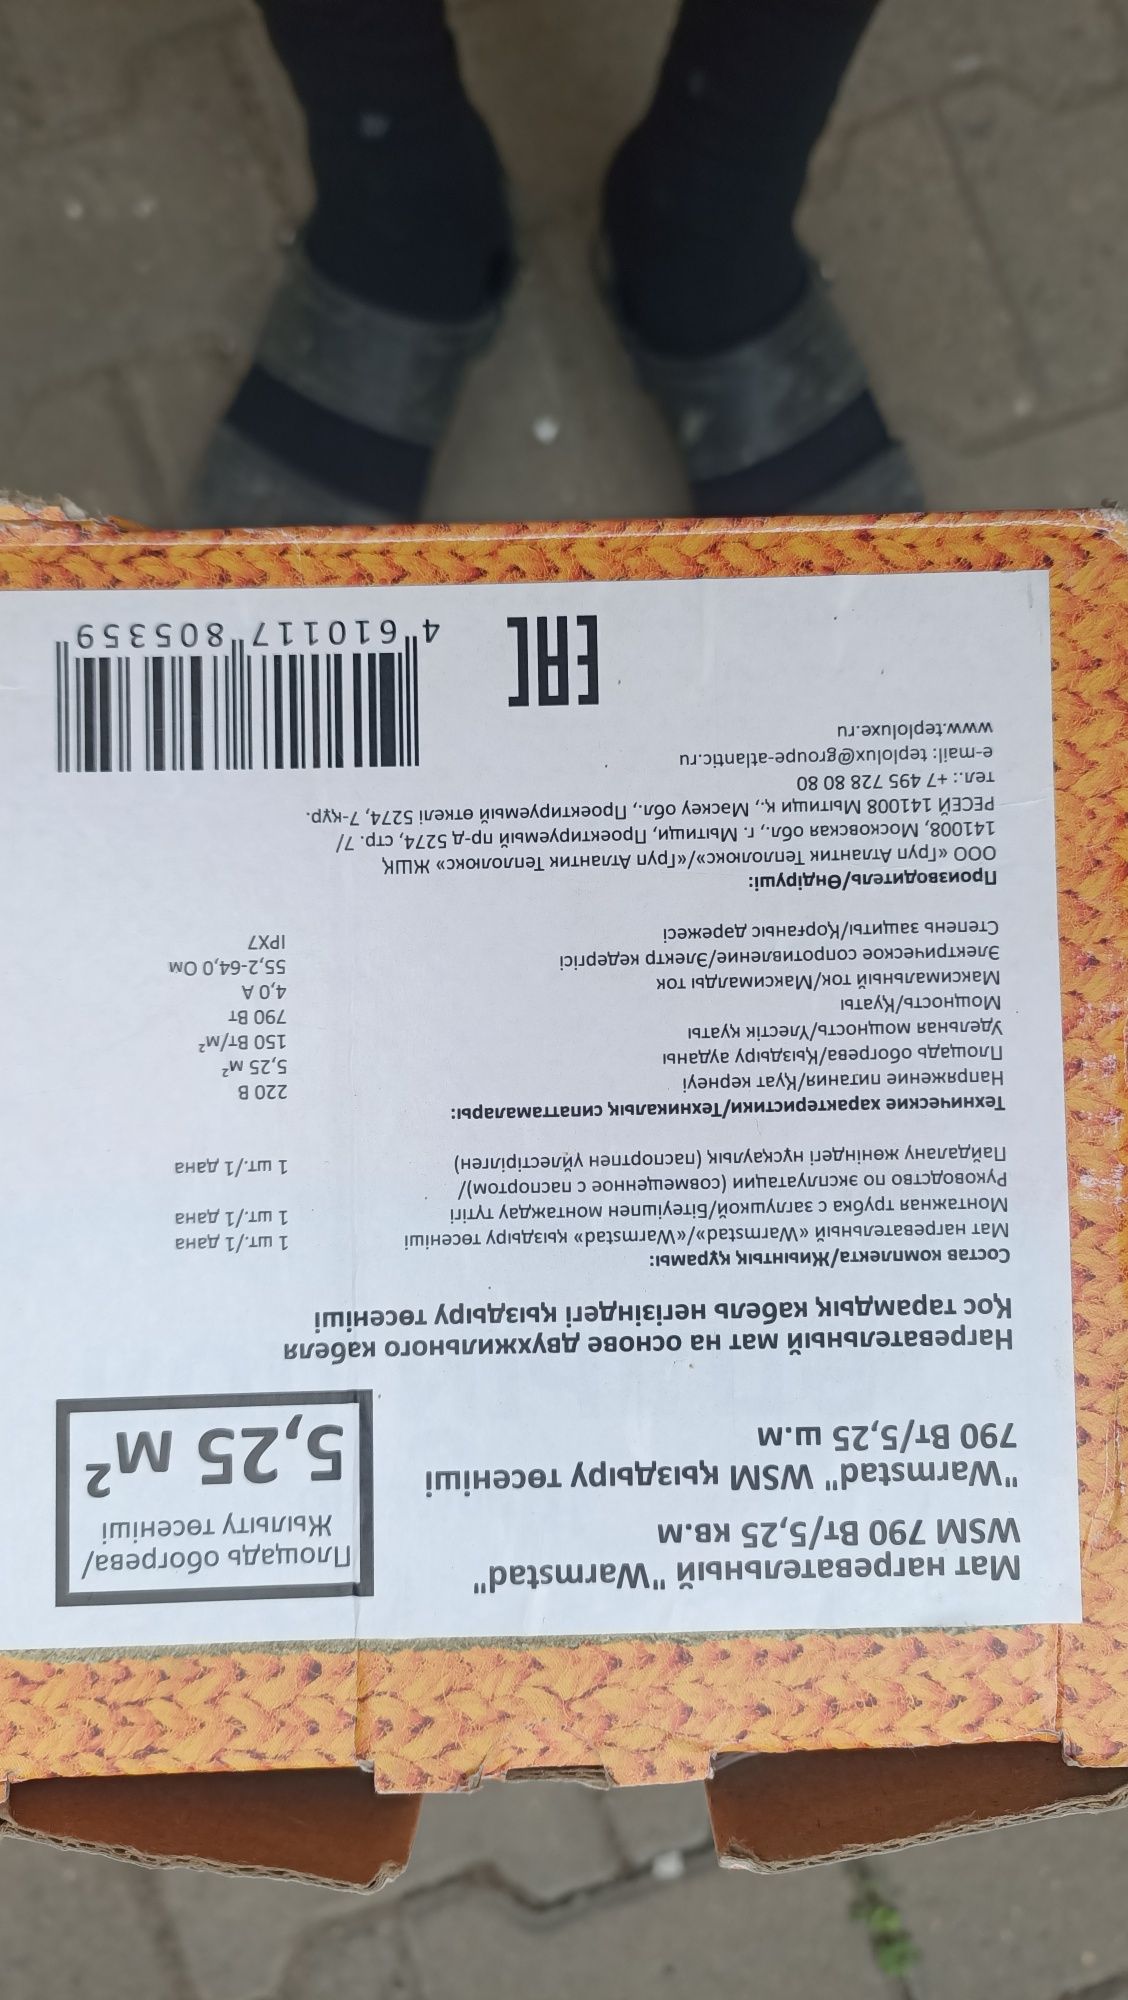 Мат нагревательный "Warmstad"
WSM 790 Вт/5,25 кв.м
"Warmstad" WSM қыздыру төсеніші
790 Вт/5,25 ш.м
Площадь обогрева/
Жылыту төсеніші
5,25 м²
Нагревательный мат на основе двухжильного кабеля
Қос тарамдық кабель негізіндегі қыздыру төсеніші
Состав комплекта/Жиынтық құрамы:
Мат нагревательный «Warmstad»/«Warmstad» қыздыру төсеніші 1 шт./1 дана
Монтажная трубка с заглушкой/Бітеуішпен монтаждау түтігі 1 шт./1 дана
Руководство по эксплуатации (совмещенное с паспортом)/
Пайдалану жөніндегі нұсқаулық (паспортпен үйлестірілген) 1 шт./1 дана
Технические характеристики/Техникалық сипаттамалары:
Напряжение питания/Қуат кернеуі 220 В
Площадь обогрева/Қыздыру ауданы 5,25 м²
Удельная мощность/Үлестік қуаты 150 Вт/м²
Мощность/Қуаты 790 Вт
Максимальный ток/Максималды ток 4,0 А
Электрическое сопротивление/Электр кедергісі 55,2-64,0 Ом
Степень защиты/Қорғаныс дәрежесі IPX7
Производитель/Өндіруші:
ООО «Груп Атлантик Теплолюкс»/«Груп Атлантик Теплолюкс» ЖШҚ
141008, Московская обл., г. Мытищи, Проектируемый пр-д 5274, стр. 7/
РЕСЕЙ 141008 Мытищи қ., Мәскеу обл., Проектируемый өткелі 5274, 7-құр.
тел.: +7 495 728 80 80
e-mail: teplolux@groupe-atlantic.ru
www.teploluxe.ru
EAC
4 610117 805359